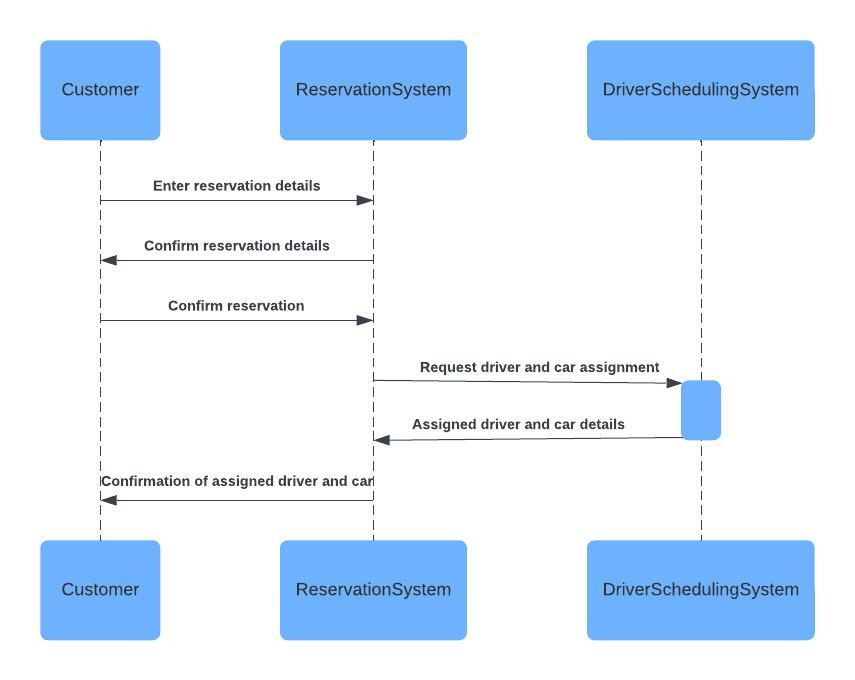 Customer
ReservationSystem
DriverSchedulingSystem
Enter reservation details
Confirm reservation details
Confirm reservation
Request driver and car assignment
Assigned driver and car details
Confirmation of assigned driver and car
Customer
ReservationSystem
DriverSchedulingSystem